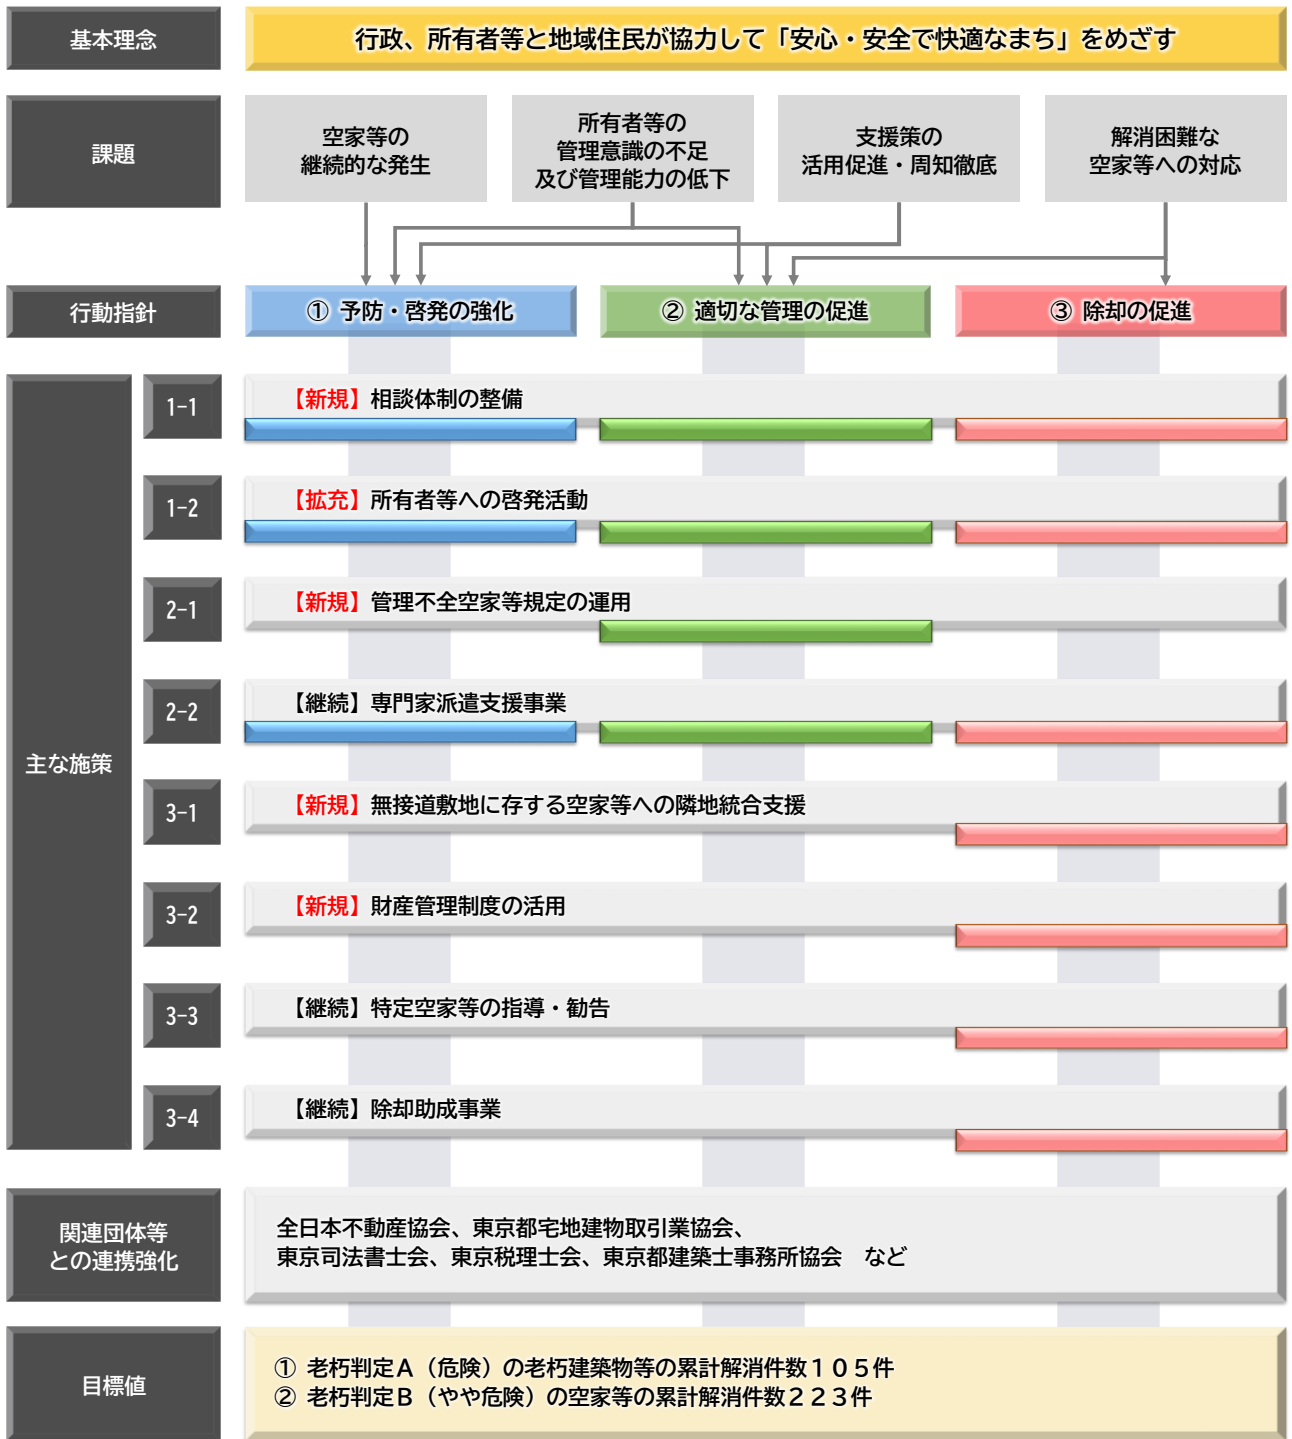 基本理念
行政、所有者等と地域住民が協力して「安心・安全で快適なまち」をめざす
課題
空家等の
継続的な発生
所有者等の
管理意識の不足
及び管理能力の低下
支援策の
活用促進・周知徹底
解消困難な
空家等への対応
行動指針
① 予防・啓発の強化
② 適切な管理の促進
③ 除却の促進
主な施策
1-1
【新規】相談体制の整備
1-2
【拡充】所有者等への啓発活動
2-1
【新規】管理不全空家等規定の運用
2-2
【継続】専門家派遣支援事業
3-1
【新規】無接道敷地に存する空家等への隣地統合支援
3-2
【新規】財産管理制度の活用
3-3
【継続】特定空家等の指導・勧告
3-4
【継続】除却助成事業
関連団体等
との連携強化
全日本不動産協会、東京都宅地建物取引業協会、
東京司法書士会、東京税理士会、東京都建築士事務所協会　など
目標値
① 老朽判定Ａ（危険）の老朽建築物等の累計解消件数１０５件
② 老朽判定Ｂ（やや危険）の空家等の累計解消件数２２３件